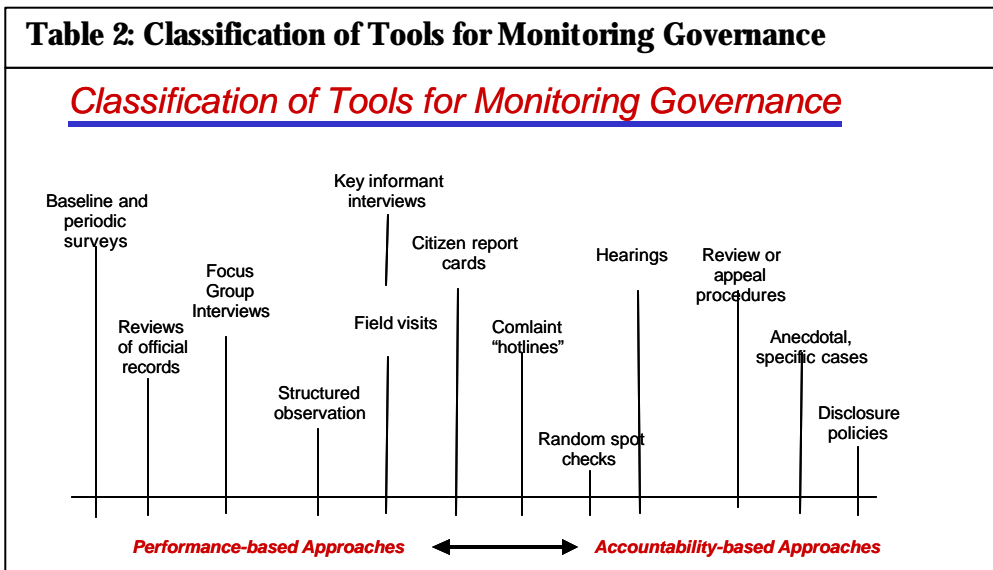 Table 2: Classification of Tools for Monitoring Governance
Classification of Tools for Monitoring Governance
Baseline and
periodic
surveys
Reviews
of official
records
Focus
Group
Interviews
Structured
observation
Key informant
interviews
Field visits
Citizen report
cards
Comlaint
“hotlines”
Random spot
checks
Hearings
Review or
appeal
procedures
Anecdotal,
specific cases
Disclosure
policies
Performance-based Approaches
Accountability-based Approaches